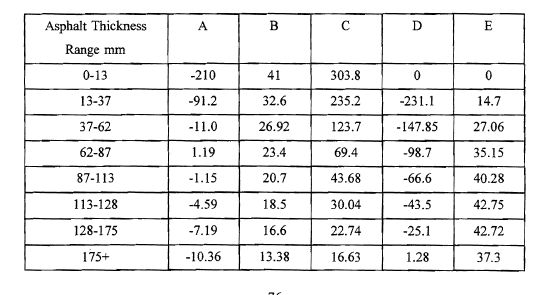 Asphalt Thickness Range mm A B C D E
0-13 -210 41 303.8 0 0
13-37 -91.2 32.6 235.2 -231.1 14.7
37-62 -11.0 26.92 123.7 -147.85 27.06
62-87 1.19 23.4 69.4 -98.7 35.15
87-113 -1.15 20.7 43.68 -66.6 40.28
113-128 -4.59 18.5 30.04 -43.5 42.75
128-175 -7.19 16.6 22.74 -25.1 42.72
175+ -10.36 13.38 16.63 1.28 37.3